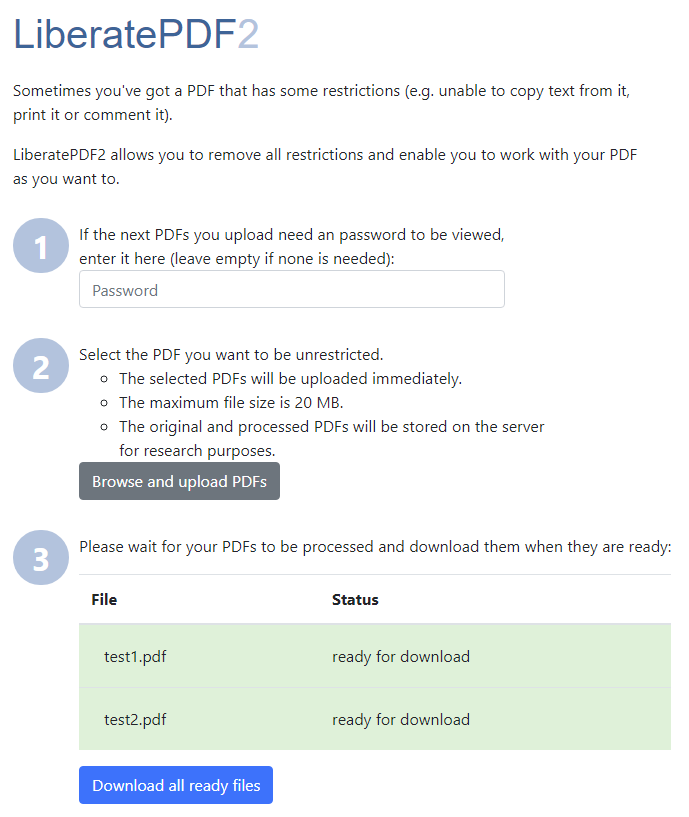 LiberatePDF2
Sometimes you've got a PDF that has some restrictions (e.g. unable to copy text from it,
print it or comment it).
LiberatePDF2 allows you to remove all restrictions and enable you to work with your PDF
as you want to.
1
If the next PDFs you upload need an password to be viewed,
enter it here (leave empty if none is needed):
Password
2
Select the PDF you want to be unrestricted.
The selected PDFs will be uploaded immediately.
The maximum file size is 20 MB.
The original and processed PDFs will be stored on the server
for research purposes.
Browse and upload PDFs
3
Please wait for your PDFs to be processed and download them when they are ready:
File Status
test1.pdf ready for download
test2.pdf ready for download
Download all ready files